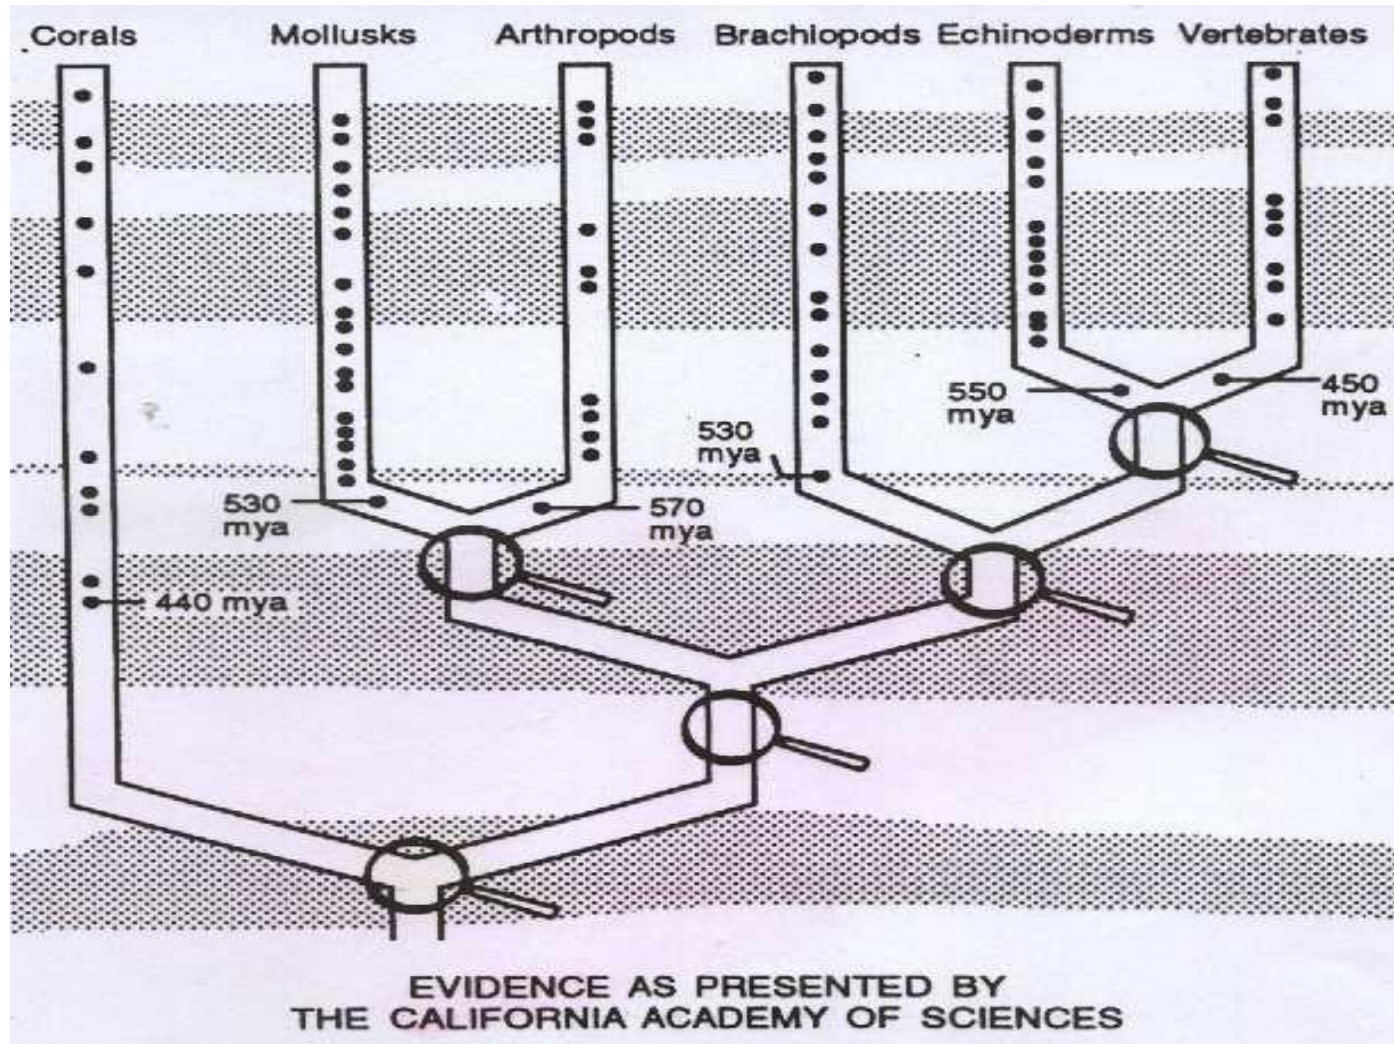 Corals Mollusks Arthropods Brachiopods Echinoderms Vertebrates
550
mya
450
mya
530
mya
530
mya
570
mya
440 mya
EVIDENCE AS PRESENTED BY
THE CALIFORNIA ACADEMY OF SCIENCES